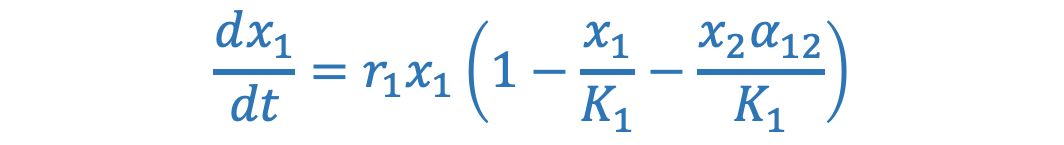 dx₁/dt = r₁x₁ (1 − x₁/K₁ − x₂α₁₂/K₁)